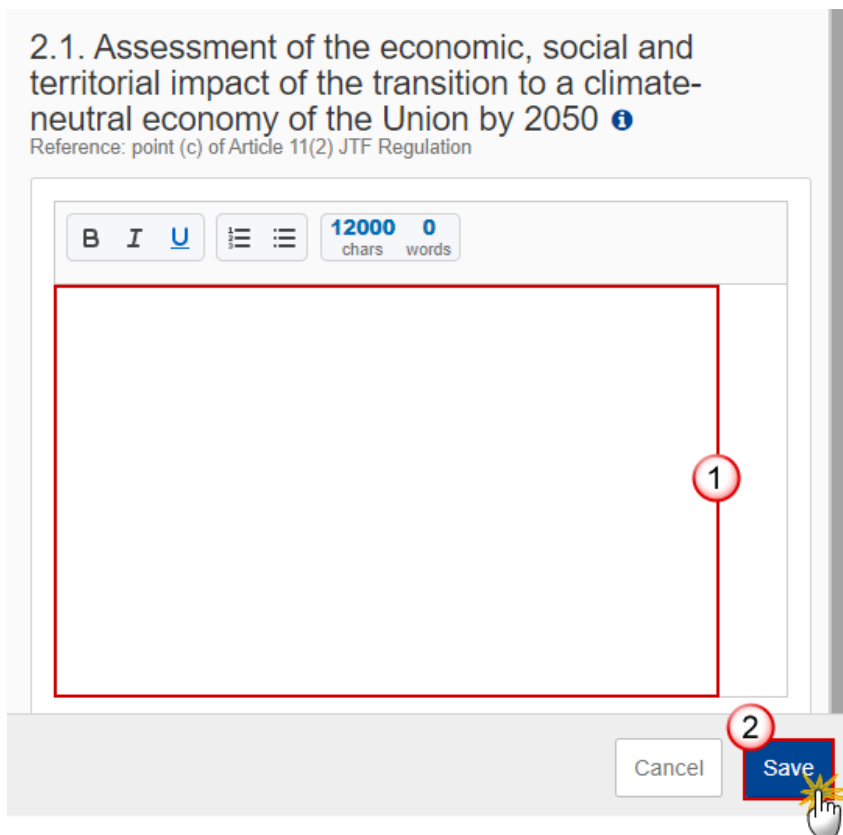 2.1. Assessment of the economic, social and
territorial impact of the transition to a climate-
neutral economy of the Union by 2050
Reference: point (c) of Article 11(2) JTF Regulation
B I U 12000 0
chars words
1
2
Cancel Save